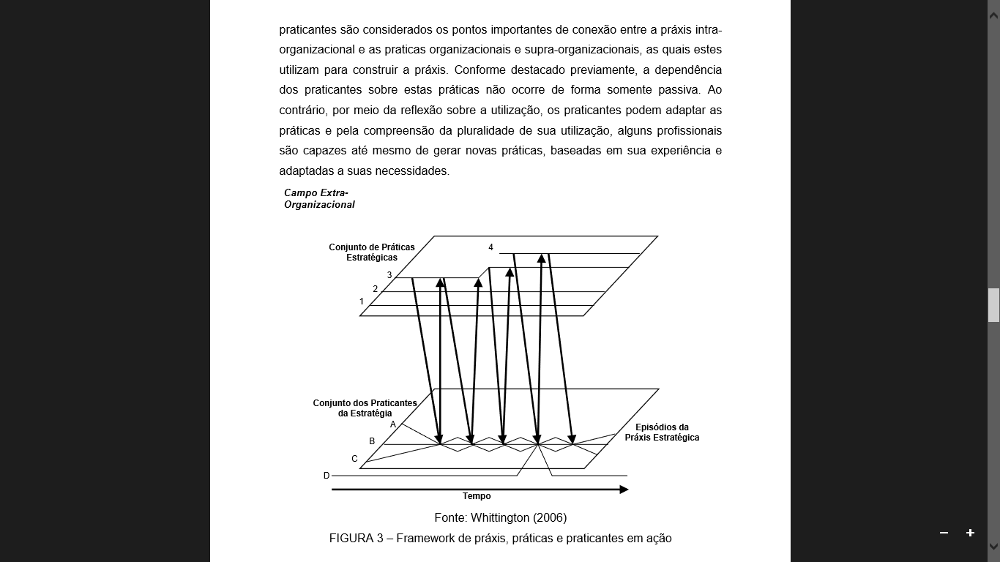 praticantes são considerados os pontos importantes de conexão entre a práxis intra-
organizacional e as praticas organizacionais e supra-organizacionais, as quais estes
utilizam para construir a práxis. Conforme destacado previamente, a dependência
dos praticantes sobre estas práticas não ocorre de forma somente passiva. Ao
contrário, por meio da reflexão sobre a utilização, os praticantes podem adaptar as
práticas e pela compreensão da pluralidade de sua utilização, alguns profissionais
são capazes até mesmo de gerar novas práticas, baseadas em sua experiência e
adaptadas a suas necessidades.
Campo Extra-
Organizacional
Conjunto de Práticas
Estratégicas
4
3
2
1
Conjunto dos Praticantes
da Estratégia
A
B
C
D
Episódios da
Práxis Estratégica
Tempo
Fonte: Whittington (2006)
FIGURA 3 – Framework de práxis, práticas e praticantes em ação